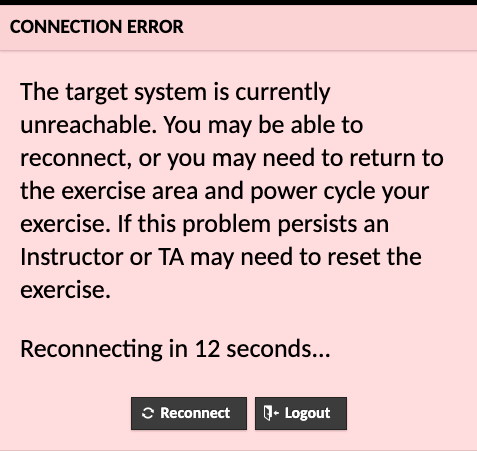 CONNECTION ERROR
The target system is currently
unreachable. You may be able to
reconnect, or you may need to return to
the exercise area and power cycle your
exercise. If this problem persists an
Instructor or TA may need to reset the
exercise.
Reconnecting in 12 seconds...
Reconnect
Logout